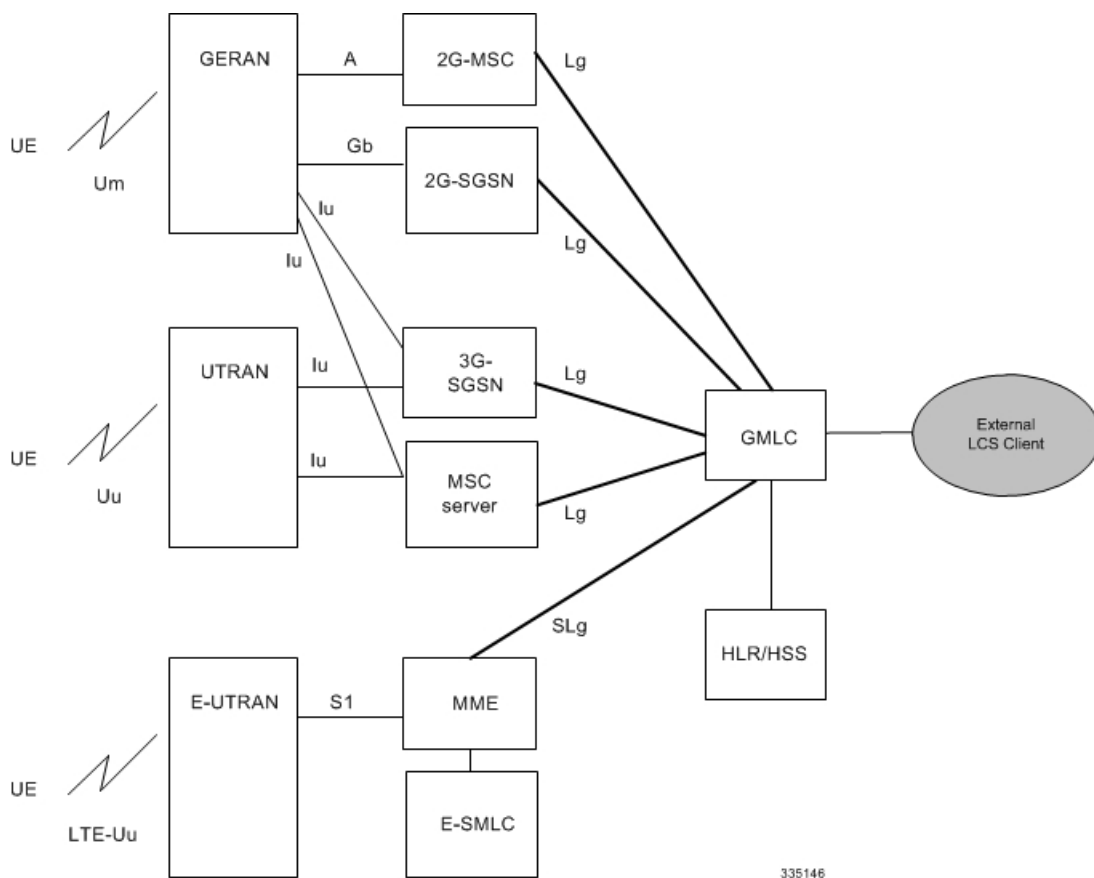 GERAN
A
2G-MSC
Lg
UE
Um
Gb
2G-SGSN
Lg
Iu
Iu
UTRAN
Iu
3G-
SGSN
Lg
UE
Uu
Iu
MSC
server
Lg
GMLC
External
LCS Client
SLg
HLR/HSS
E-UTRAN
S1
MME
UE
LTE-Uu
E-SMLC
335146